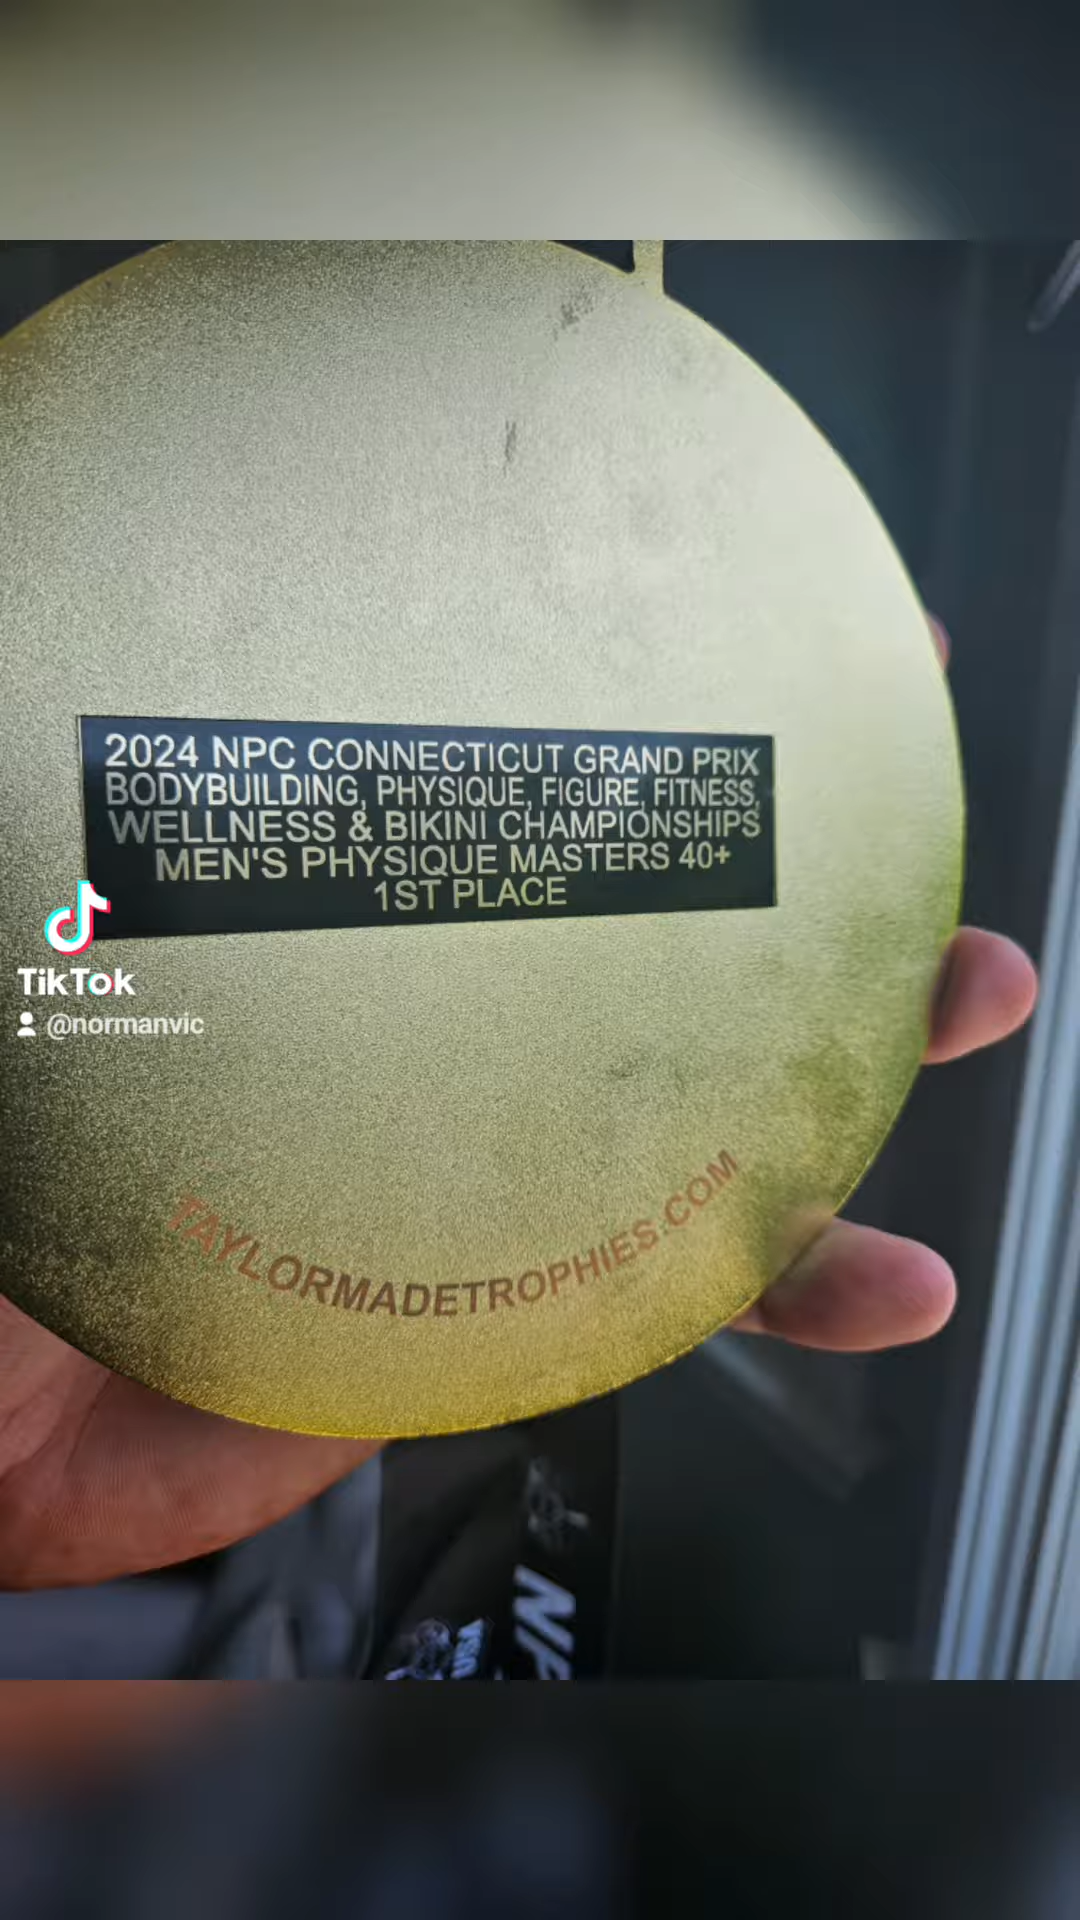 2024 NPC CONNECTICUT GRAND PRIX
BODYBUILDING, PHYSIQUE, FIGURE, FITNESS,
WELLNESS & BIKINI CHAMPIONSHIPS
MEN'S PHYSIQUE MASTERS 40+
1ST PLACE
TikTok
@normanvic
TAYLORMADETROPHIES.COM